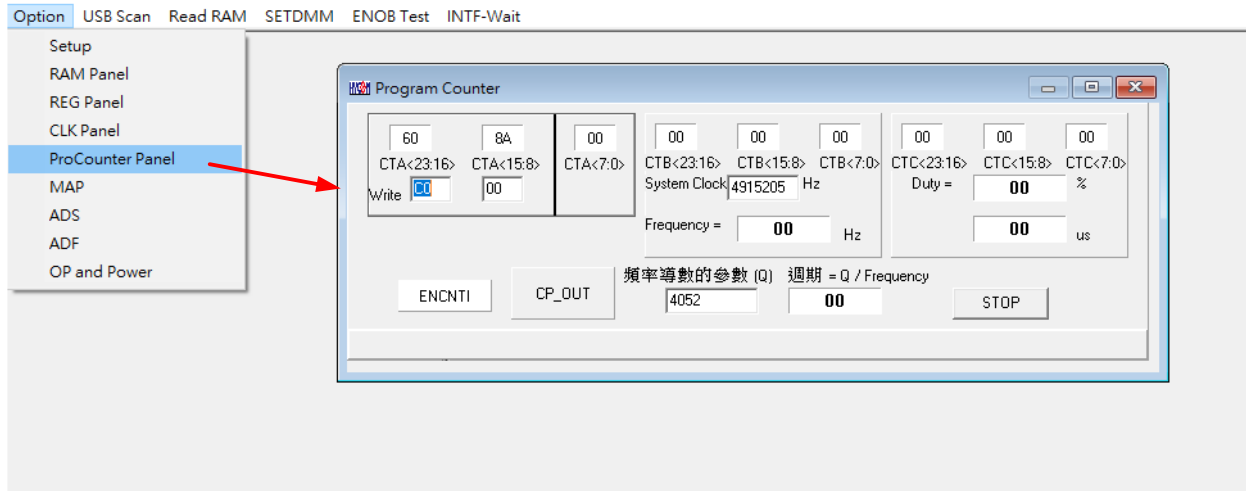 Option USB Scan Read RAM SETDMM ENOB Test INTF-Wait
Setup
RAM Panel
REG Panel
CLK Panel
ProCounter Panel
MAP
ADS
ADF
OP and Power
Program Counter
60 8A 00 00 00 00 00 00 00
CTA<23:16> CTA<15:8> CTA<7:0> CTB<23:16> CTB<15:8> CTB<7:0> CTC<23:16> CTC<15:8> CTC<7:0>
Write C0 00 System Clock 4915205 Hz Duty = 00 %
Frequency = 00 Hz 00 us
頻率導數的參數 (Q) 週期 = Q / Frequency
ENCNTI CP_OUT 4052 00 STOP